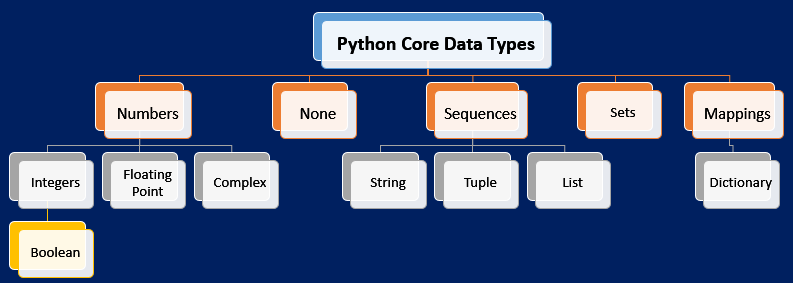 Python Core Data Types
Numbers
None
Sequences
Sets
Mappings
Integers
Floating
Point
Complex
String
Tuple
List
Dictionary
Boolean